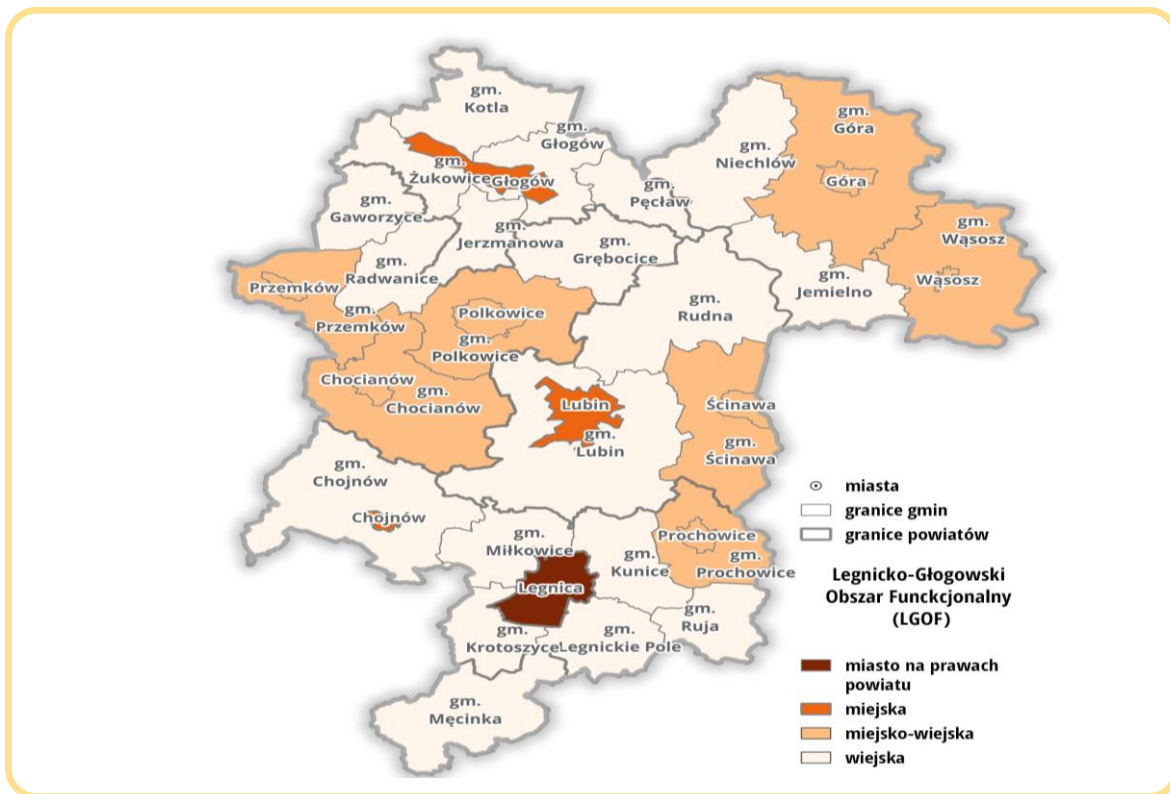 gm.
Kotla
gm.
Głogów
gm.
Góra
gm.
Niechlów
gm.
Żukowice
Głogów
Góra
gm.
Pęcław
gm.
Gaworzyce
gm.
Wąsosz
gm.
Jerzmanowa
gm.
Grębocice
gm.
Radwanice
gm.
Jemielno
Wąsosz
Przemków
gm.
Rudna
gm.
Przemków
Polkowice
gm.
Polkowice
Chocianów
gm.
Chocianów
Lubin
gm.
Lubin
Ścinawa
gm.
Ścinawa
gm.
Chojnów
Chojnów
gm.
Miłkowice
Prochowice
gm.
Prochowice
gm.
Kunice
Legnica
gm.
Ruja
gm.
Krotoszyce
gm.
Legnickie Pole
gm.
Męcinka
miasta
granice gmin
granice powiatów
Legnicko-Głogowski
Obszar Funckcjonalny
(LGOF)
miasto na prawach
powiatu
miejska
miejsko-wiejska
wiejska